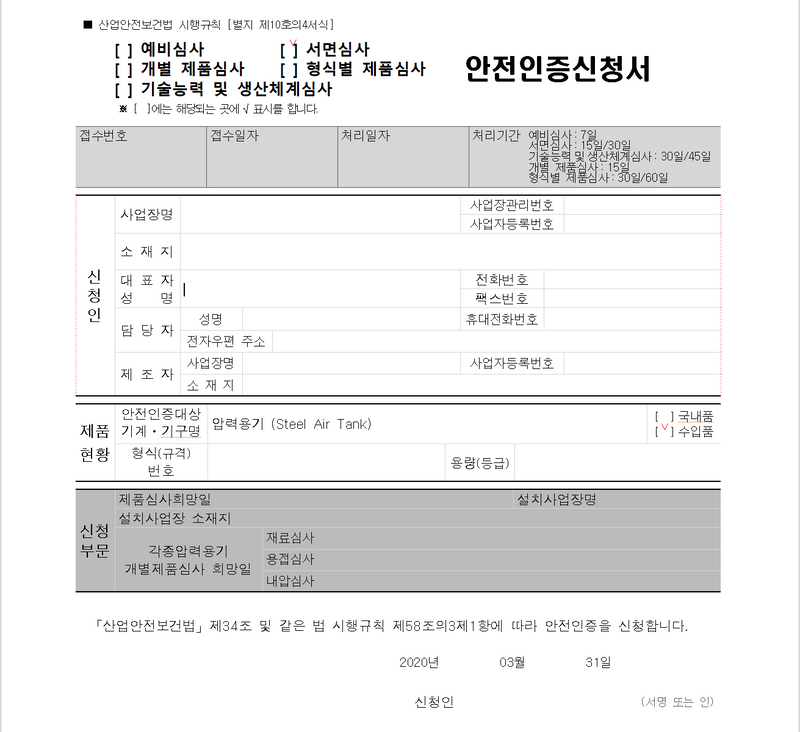 ■ 산업안전보건법 시행규칙 [별지 제10호의4서식]
[ ] 예비심사 [√] 서면심사
[ ] 개별 제품심사 [ ] 형식별 제품심사
[ ] 기술능력 및 생산체계심사
안전인증신청서
※ [ ]에는 해당되는 곳에 √ 표시를 합니다.
접수번호 접수일자 처리일자 처리기간 예비심사 : 7일
서면심사 : 15일/30일
기술능력 및 생산체계심사 : 30일/45일
개별 제품심사 : 15일
형식별 제품심사 : 30일/60일
신청인
사업장명 사업장관리번호
사업자등록번호
소 재 지
대 표 자 전화번호
성 명 팩스번호
담 당 자 성명 휴대전화번호
전자우편 주소
제 조 자 사업장명 사업자등록번호
소 재 지
제품현황
안전인증대상 압력용기 (Steel Air Tank) [ ] 국내품
기계·기구명 [√] 수입품
형식(규격) 용량(등급)
번호
신청부문
제품심사희망일 설치사업장명
설치사업장 소재지
각종압력용기 재료심사
개별제품심사 희망일 용접심사
내압심사
「산업안전보건법」 제34조 및 같은 법 시행규칙 제58조의3제1항에 따라 안전인증을 신청합니다.
2020년 03월 31일
신청인 (서명 또는 인)